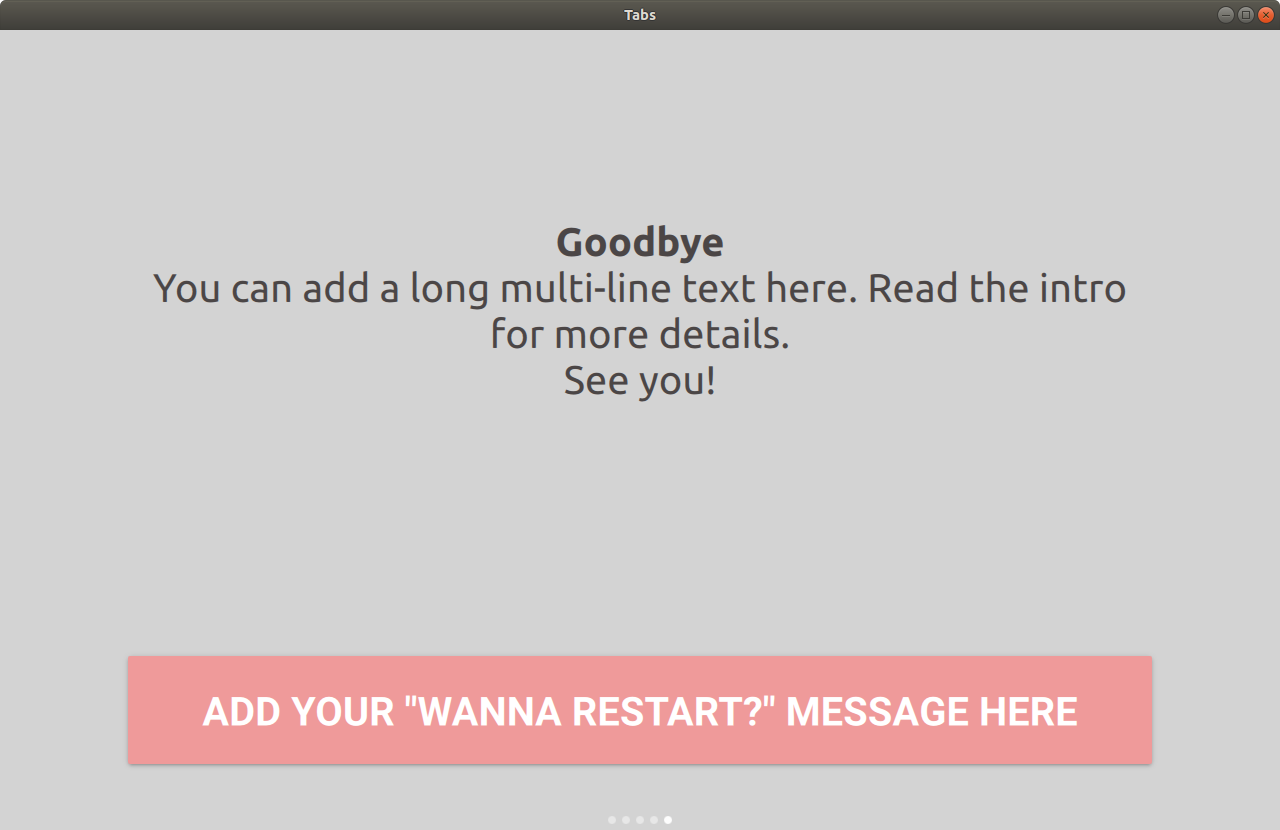 Tabs
Goodbye
You can add a long multi-line text here. Read the intro
for more details.
See you!
ADD YOUR "WANNA RESTART?" MESSAGE HERE